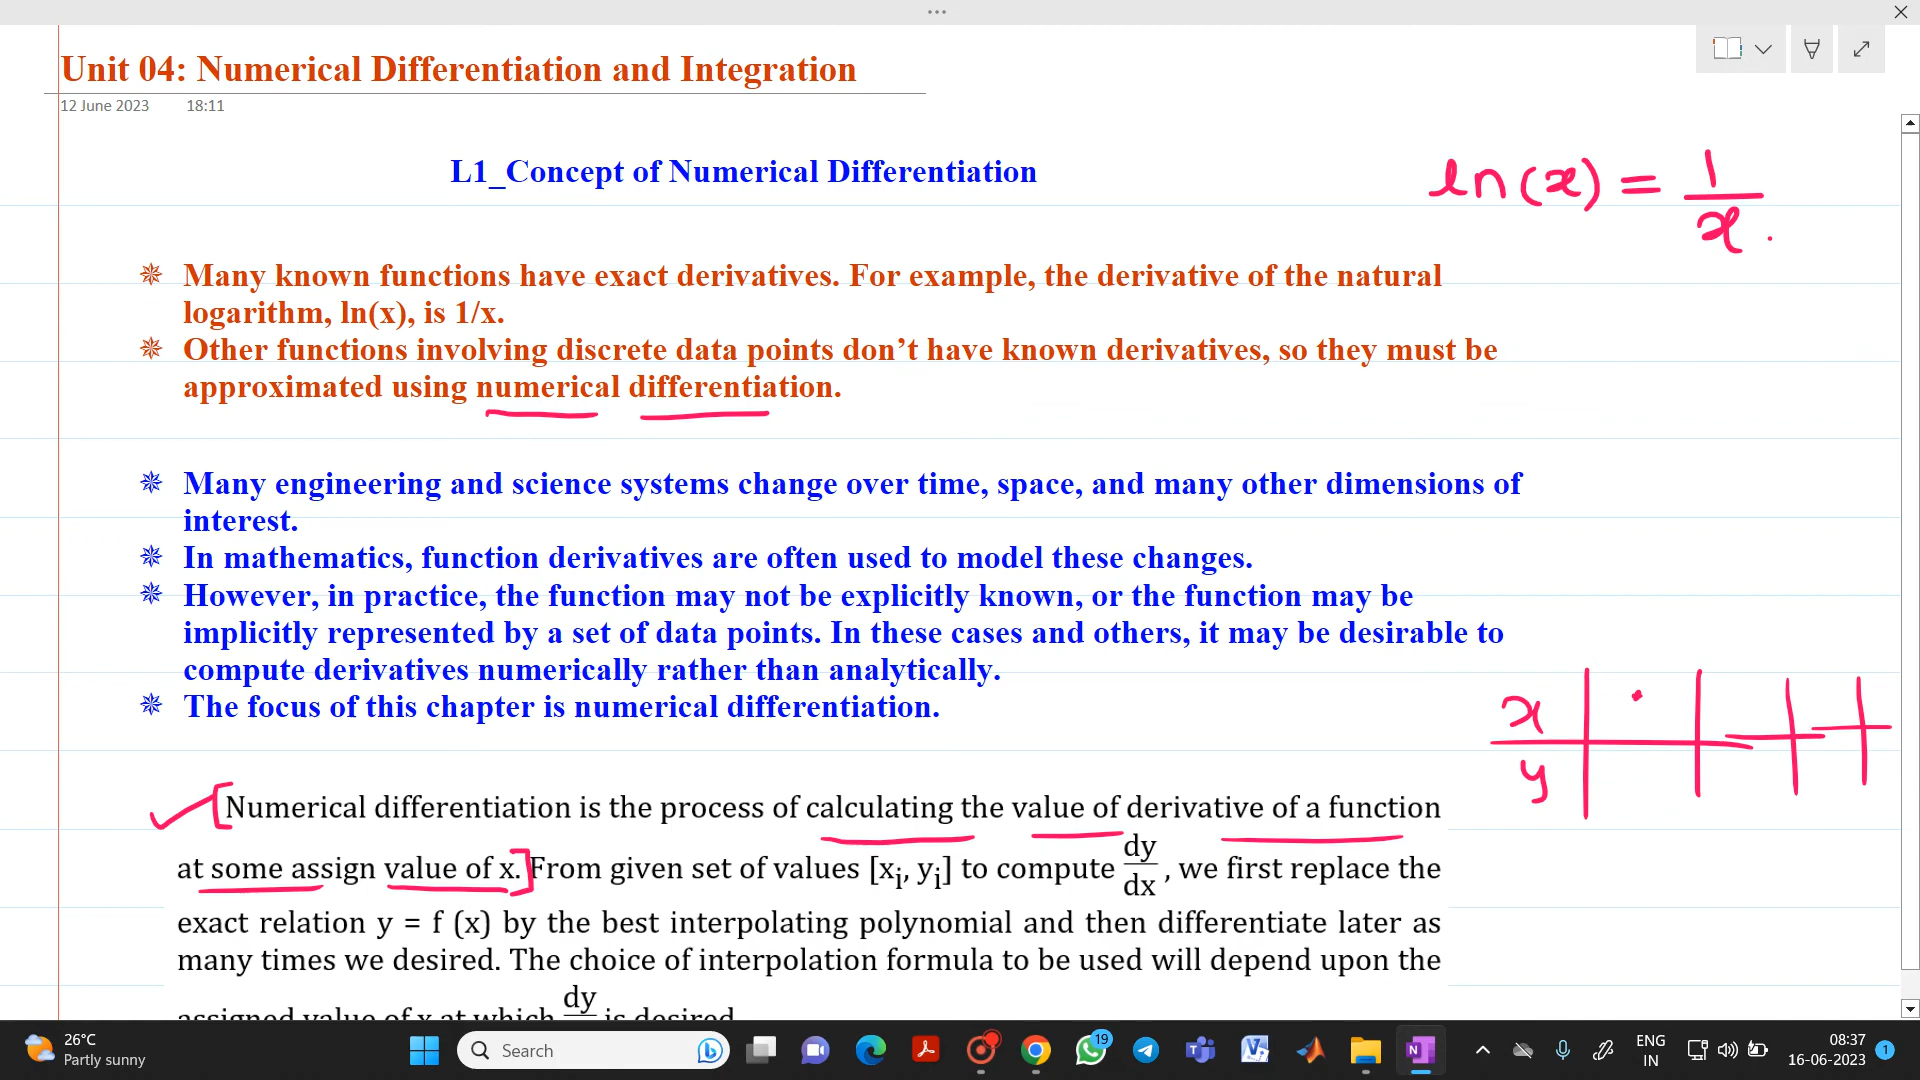 Unit 04: Numerical Differentiation and Integration
12 June 2023 18:11
L1_Concept of Numerical Differentiation
ln(x) = 1/x.
Many known functions have exact derivatives. For example, the derivative of the natural
logarithm, ln(x), is 1/x.
Other functions involving discrete data points don’t have known derivatives, so they must be
approximated using numerical differentiation.
Many engineering and science systems change over time, space, and many other dimensions of
interest.
In mathematics, function derivatives are often used to model these changes.
However, in practice, the function may not be explicitly known, or the function may be
implicitly represented by a set of data points. In these cases and others, it may be desirable to
compute derivatives numerically rather than analytically.
The focus of this chapter is numerical differentiation.
x
y
[Numerical differentiation is the process of calculating the value of derivative of a function
at some assign value of x.] From given set of values [xi, yi] to compute dy/dx, we first replace the
exact relation y = f (x) by the best interpolating polynomial and then differentiate later as
many times we desired. The choice of interpolation formula to be used will depend upon the
assigned value of x at which dy is desired
26°C
Partly sunny
Search
19
ENG
IN
08:37
16-06-2023
1